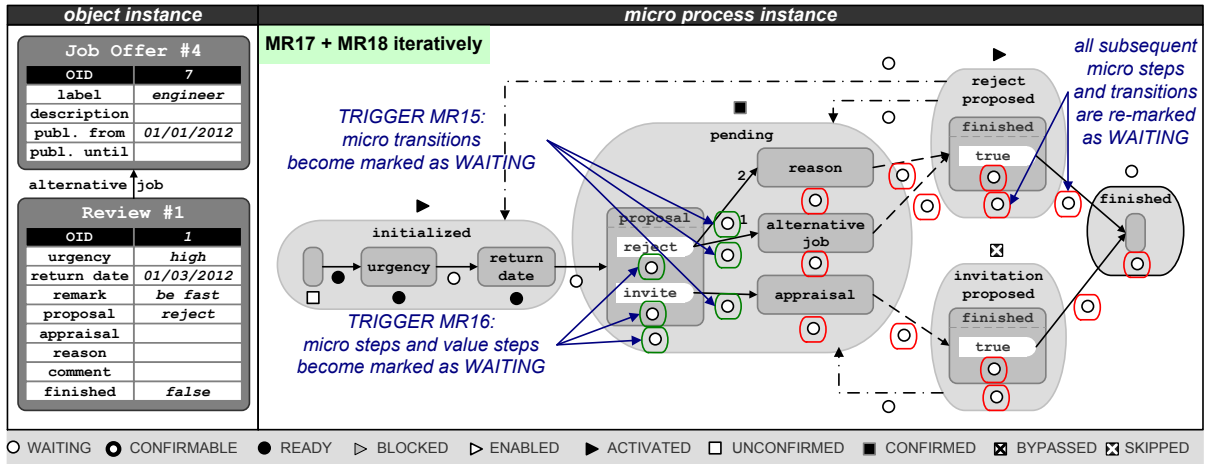 object instance
micro process instance
Job Offer #4
OID 7
label engineer
description
publ. from 01/01/2012
publ. until
alternative job
Review #1
OID 1
urgency high
return date 01/03/2012
remark be fast
proposal reject
appraisal
reason
comment
finished false
MR17 + MR18 iteratively
TRIGGER MR15:
micro transitions
become marked as WAITING
TRIGGER MR16:
micro steps and value steps
become marked as WAITING
all subsequent
micro steps
and transitions
are re-marked
as WAITING
initialized
urgency
return
date
pending
proposal
reject
invite
2
1
reason
alternative
job
appraisal
reject
proposed
finished
true
invitation
proposed
finished
true
finished
WAITING CONFIRMABLE READY BLOCKED ENABLED ACTIVATED UNCONFIRMED CONFIRMED BYPASSED SKIPPED